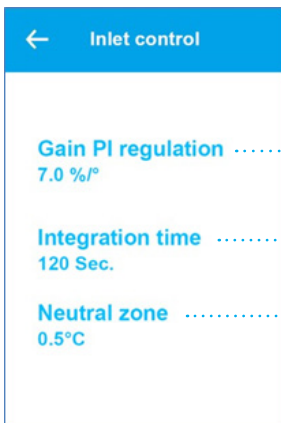 Inlet control
Gain PI regulation
7.0 %/°
Integration time
120 Sec.
Neutral zone
0.5°C